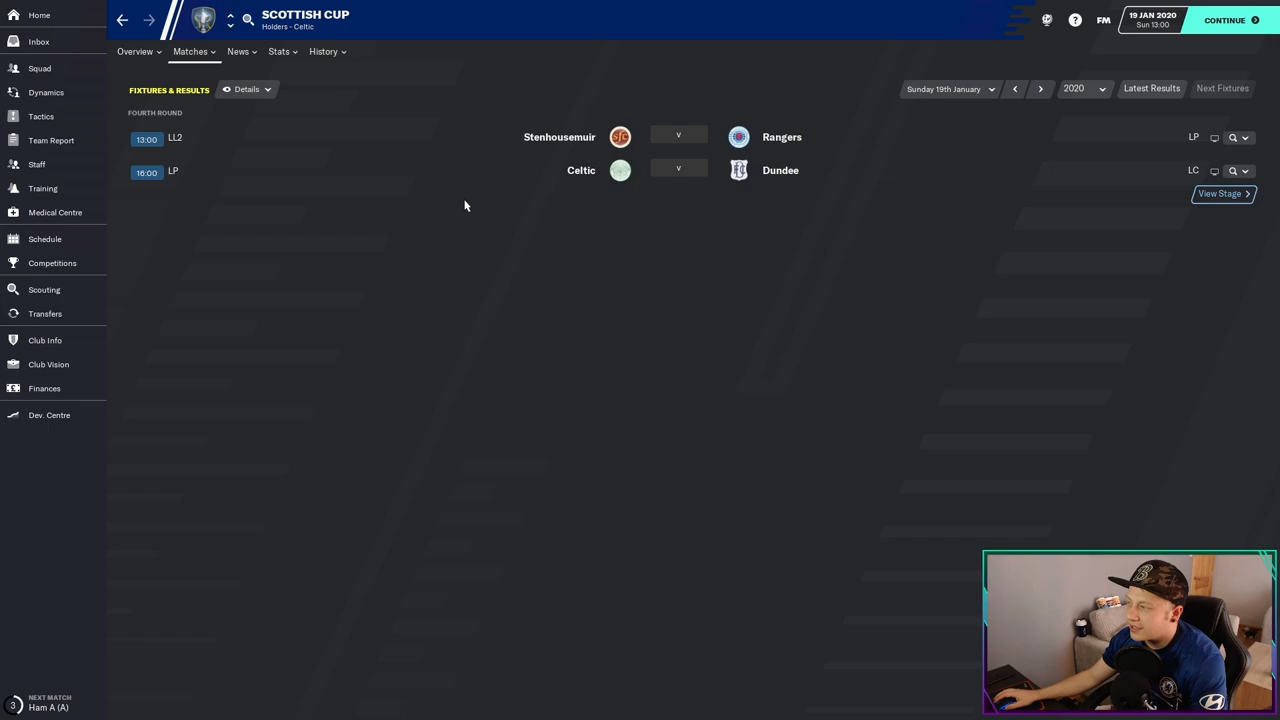 Home
SCOTTISH CUP
Holders - Celtic
FM
19 JAN 2020
Sun 13:00
CONTINUE
Inbox
Overview
Matches
News
Stats
History
Squad
Dynamics
FIXTURES & RESULTS
Details
Sunday 19th January
2020
Latest Results
Next Fixtures
Tactics
FOURTH ROUND
Team Report
13:00 LL2 Stenhousemuir v Rangers LP
Staff
16:00 LP Celtic v Dundee LC
Training
View Stage
Medical Centre
Schedule
Competitions
Scouting
Transfers
Club Info
Club Vision
Finances
Dev. Centre
3
NEXT MATCH
Ham A (A)